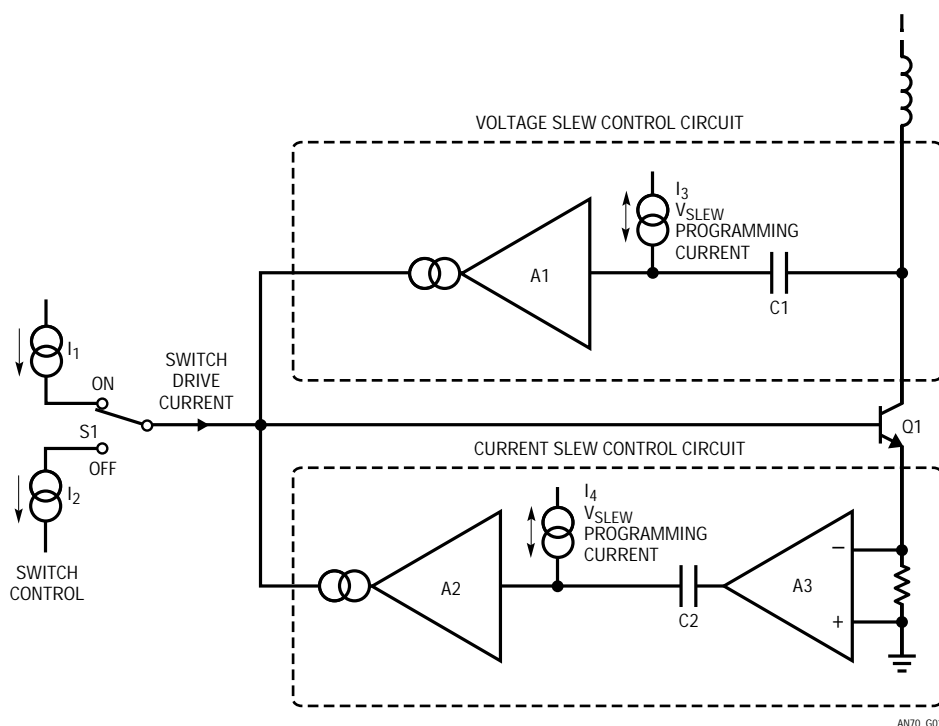 VOLTAGE SLEW CONTROL CIRCUIT
I3
VSLEW
PROGRAMMING
CURRENT
A1
C1
I1
ON
SWITCH
DRIVE
CURRENT
S1
OFF
I2
SWITCH
CONTROL
Q1
CURRENT SLEW CONTROL CIRCUIT
I4
VSLEW
PROGRAMMING
CURRENT
A2
C2
A3
−
+